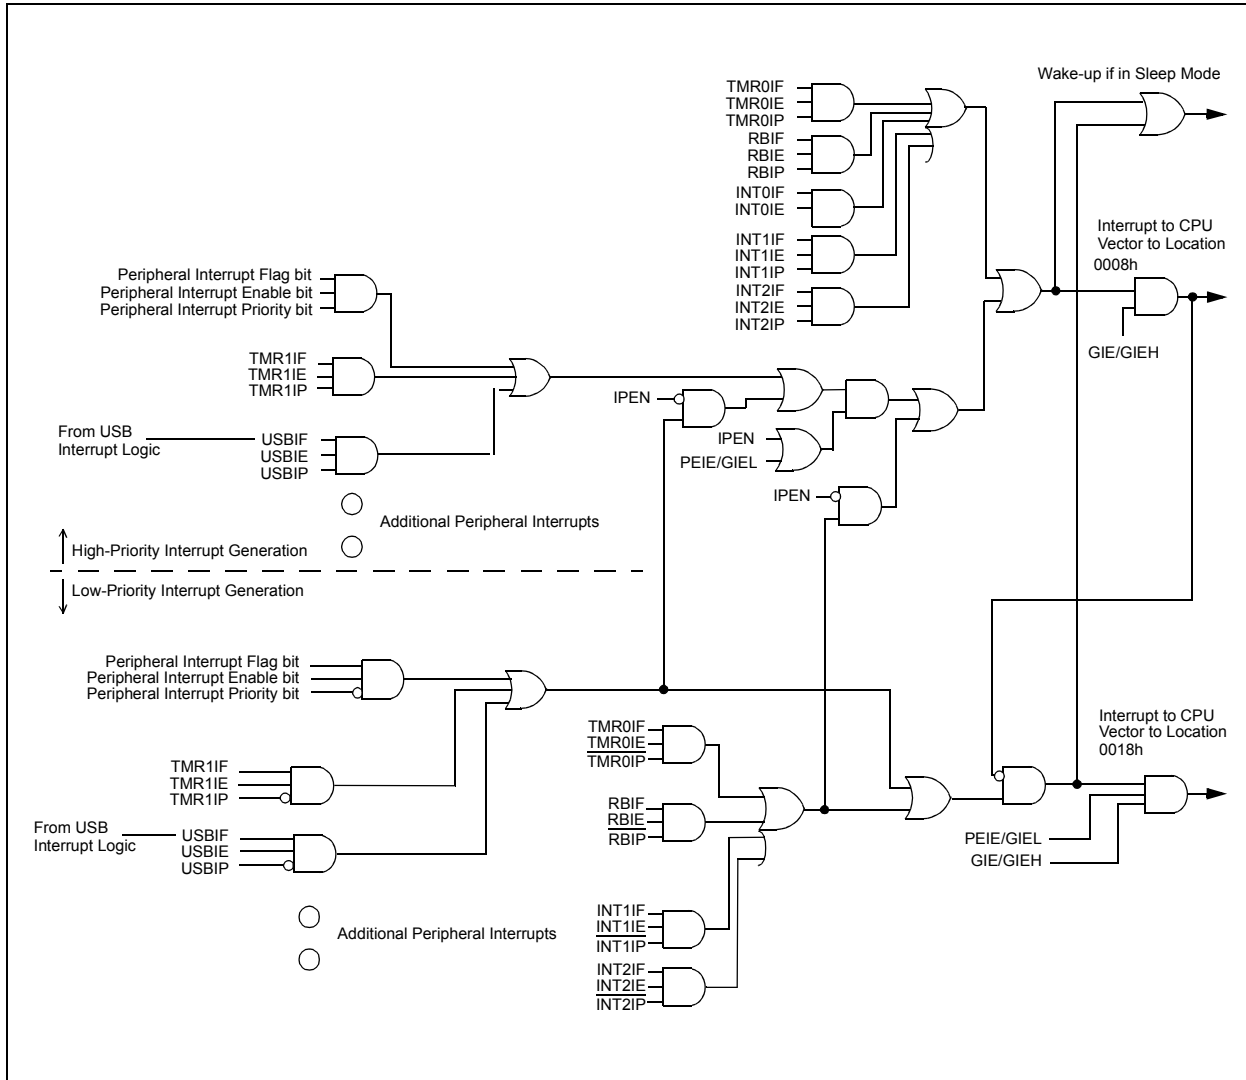 Wake-up if in Sleep Mode
TMR0IF
TMR0IE
TMR0IP
RBIF
RBIE
RBIP
INT0IF
INT0IE
INT1IF
INT1IE
INT1IP
INT2IF
INT2IE
INT2IP
Interrupt to CPU
Vector to Location
0008h
GIE/GIEH
Peripheral Interrupt Flag bit
Peripheral Interrupt Enable bit
Peripheral Interrupt Priority bit
TMR1IF
TMR1IE
TMR1IP
From USB
Interrupt Logic
USBIF
USBIE
USBIP
IPEN
IPEN
PEIE/GIEL
IPEN
Additional Peripheral Interrupts
High-Priority Interrupt Generation
Low-Priority Interrupt Generation
Peripheral Interrupt Flag bit
Peripheral Interrupt Enable bit
Peripheral Interrupt Priority bit
TMR1IF
TMR1IE
TMR1IP
From USB
Interrupt Logic
USBIF
USBIE
USBIP
Additional Peripheral Interrupts
TMR0IF
TMR0IE
TMR0IP
RBIF
RBIE
RBIP
INT1IF
INT1IE
INT1IP
INT2IF
INT2IE
INT2IP
Interrupt to CPU
Vector to Location
0018h
PEIE/GIEL
GIE/GIEH